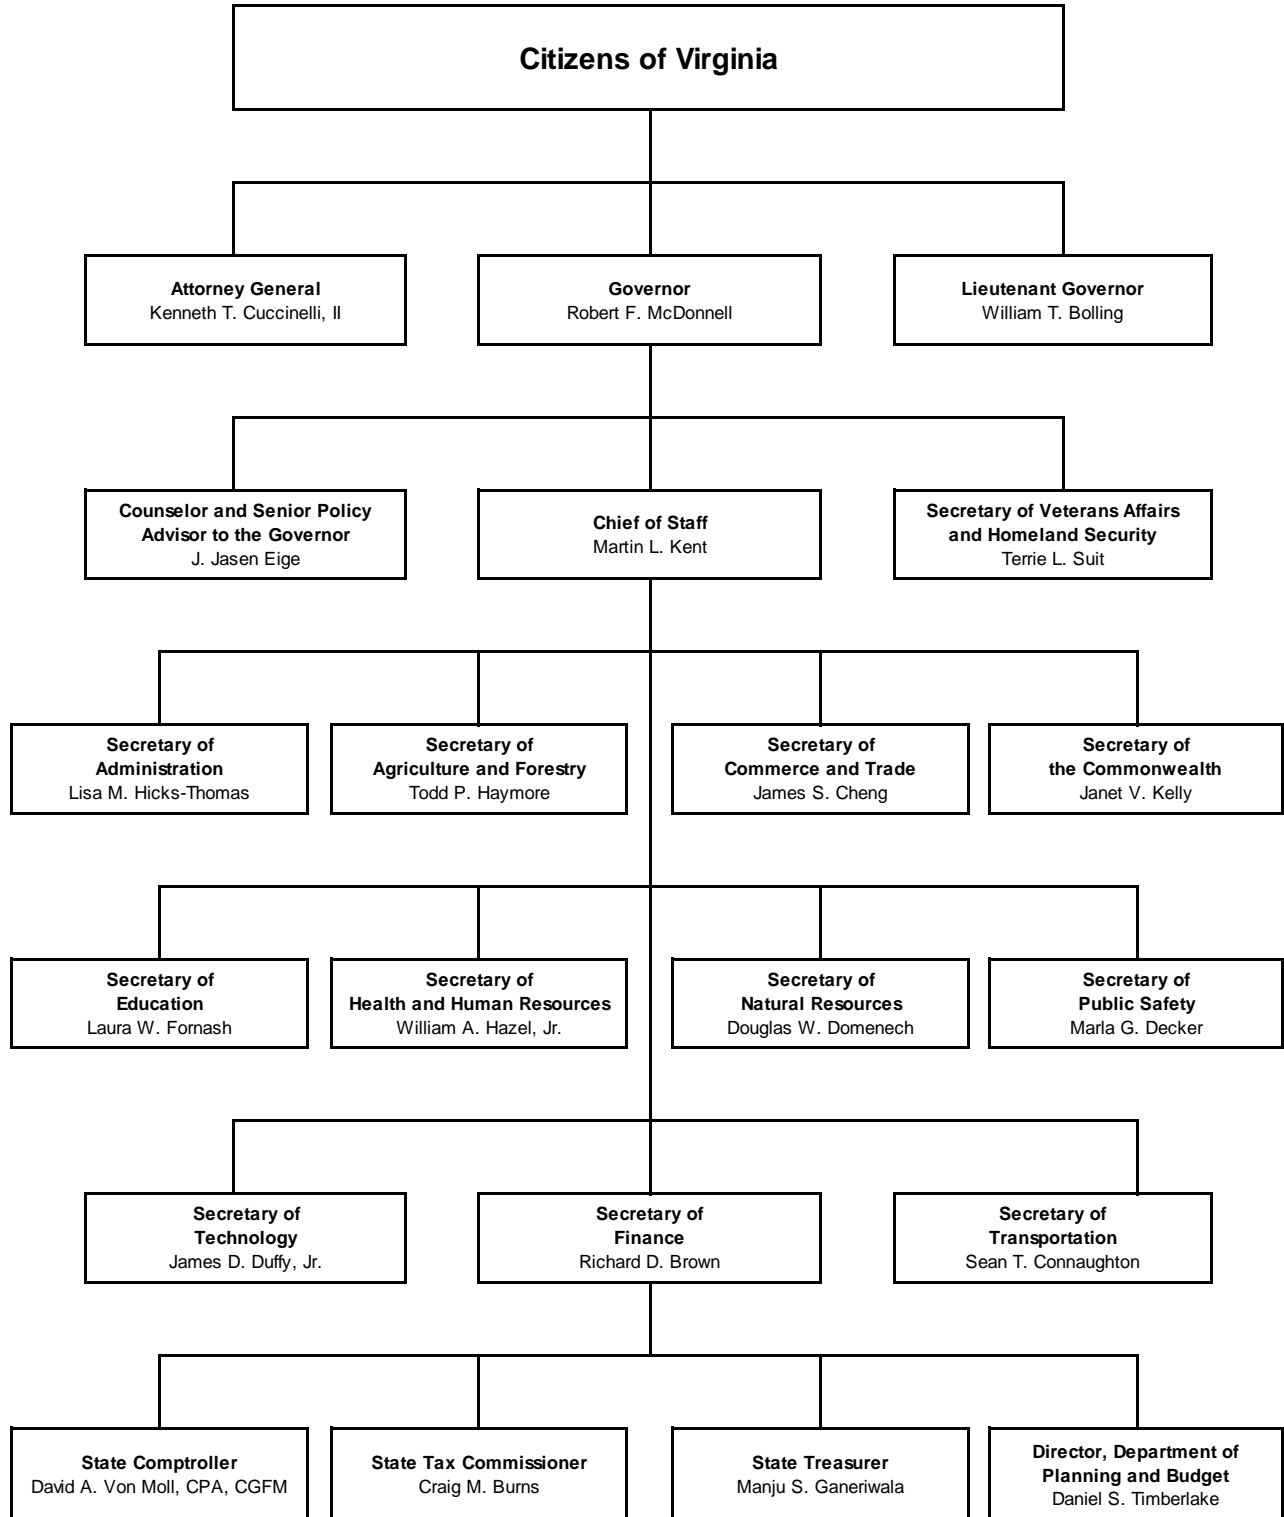 Citizens of Virginia
Attorney General
Kenneth T. Cuccinelli, II
Governor
Robert F. McDonnell
Lieutenant Governor
William T. Bolling
Counselor and Senior Policy
Advisor to the Governor
J. Jasen Eige
Chief of Staff
Martin L. Kent
Secretary of Veterans Affairs
and Homeland Security
Terrie L. Suit
Secretary of
Administration
Lisa M. Hicks-Thomas
Secretary of
Agriculture and Forestry
Todd P. Haymore
Secretary of
Commerce and Trade
James S. Cheng
Secretary of
the Commonwealth
Janet V. Kelly
Secretary of
Education
Laura W. Fornash
Secretary of
Health and Human Resources
William A. Hazel, Jr.
Secretary of
Natural Resources
Douglas W. Domenech
Secretary of
Public Safety
Marla G. Decker
Secretary of
Technology
James D. Duffy, Jr.
Secretary of
Finance
Richard D. Brown
Secretary of
Transportation
Sean T. Connaughton
State Comptroller
David A. Von Moll, CPA, CGFM
State Tax Commissioner
Craig M. Burns
State Treasurer
Manju S. Ganeriwala
Director, Department of
Planning and Budget
Daniel S. Timberlake